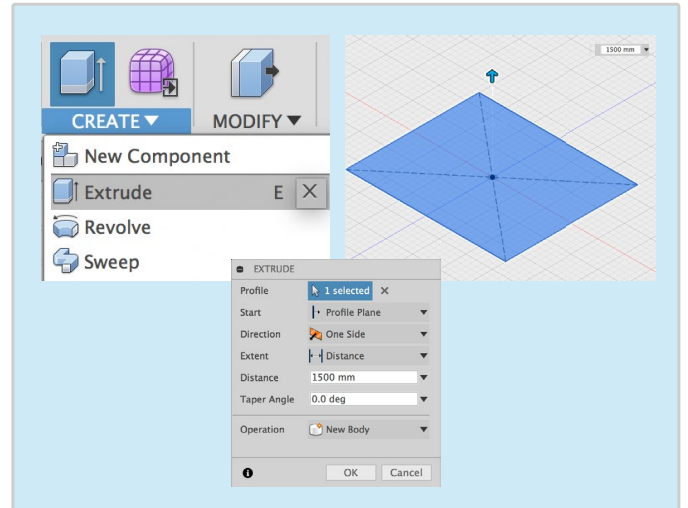 CREATE ▼ MODIFY ▼
New Component
Extrude E
Revolve
Sweep
1500 mm
EXTRUDE
Profile 1 selected
Start Profile Plane
Direction One Side
Extent Distance
Distance 1500 mm
Taper Angle 0.0 deg
Operation New Body
OK Cancel